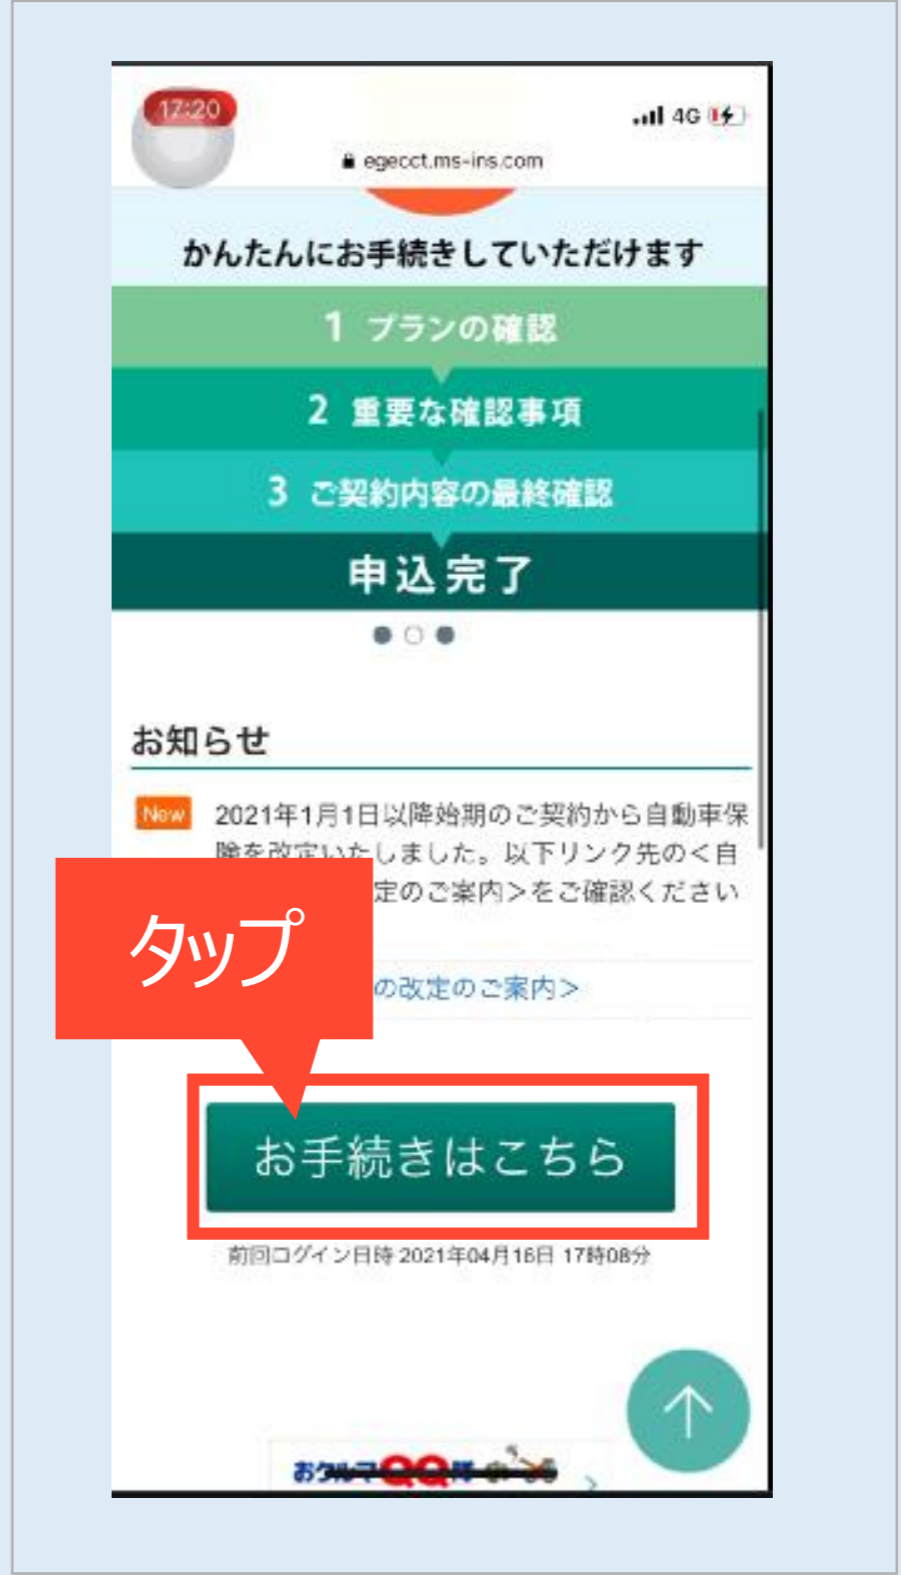 17:20
4G
egecct.ms-ins.com
かんたんにお手続きしていただけます
1 プランの確認
2 重要な確認事項
3 ご契約内容の最終確認
申込完了
お知らせ
New 2021年1月1日以降始期のご契約から自動車保
険を改定いたしました。以下リンク先の<自
定のご案内>をご確認ください
の改定のご案内>
タップ
お手続きはこちら
前回ログイン日時 2021年04月16日 17時08分
おクルマQQ隊